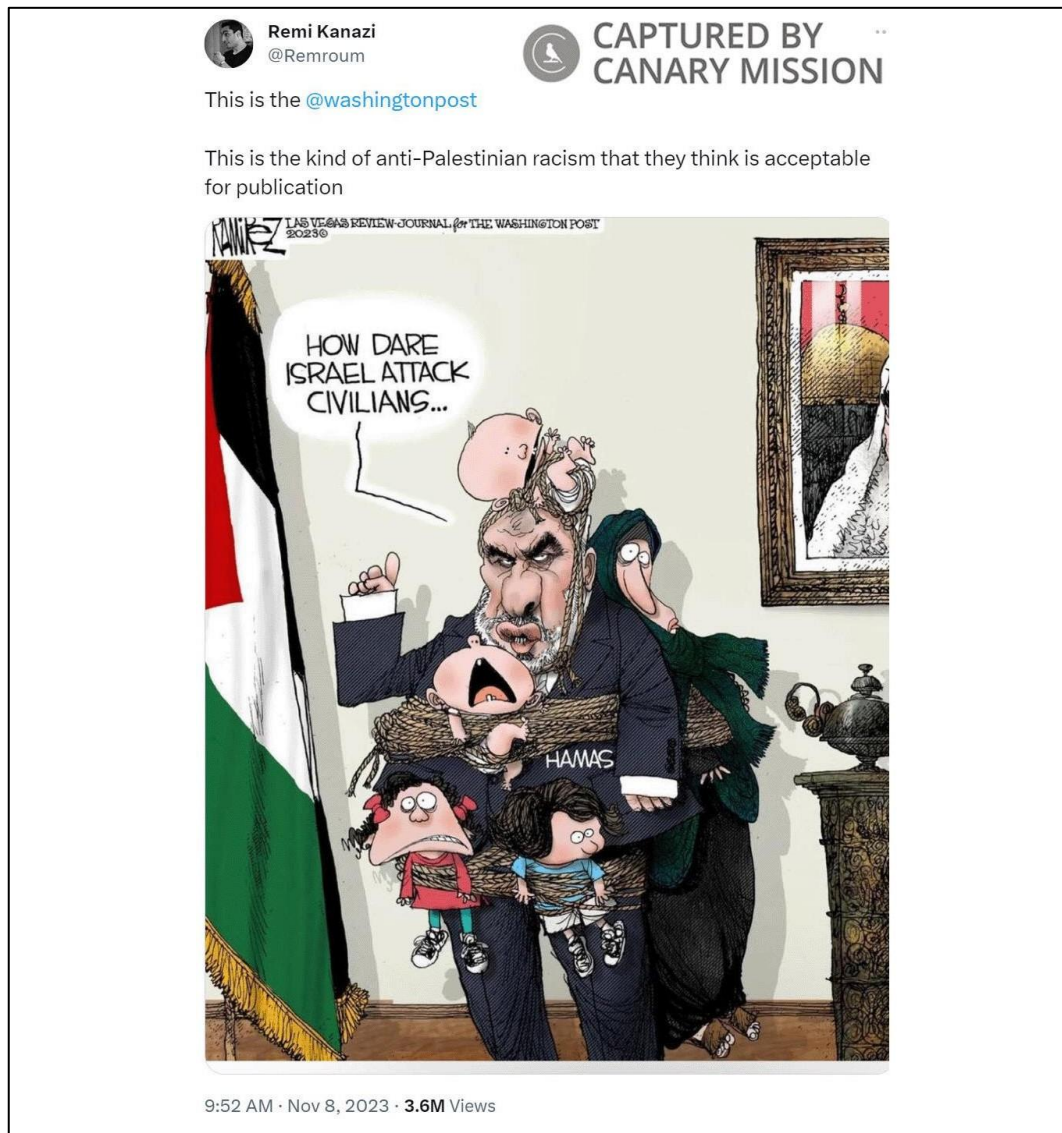 Remi Kanazi
@Remroum
CAPTURED BY
CANARY MISSION
This is the @washingtonpost
This is the kind of anti-Palestinian racism that they think is acceptable
for publication
RAMIREZ
LAS VEGAS REVIEW-JOURNAL for THE WASHINGTON POST
2023©
HOW DARE
ISRAEL ATTACK
CIVILIANS...
HAMAS
9:52 AM · Nov 8, 2023 · 3.6M Views